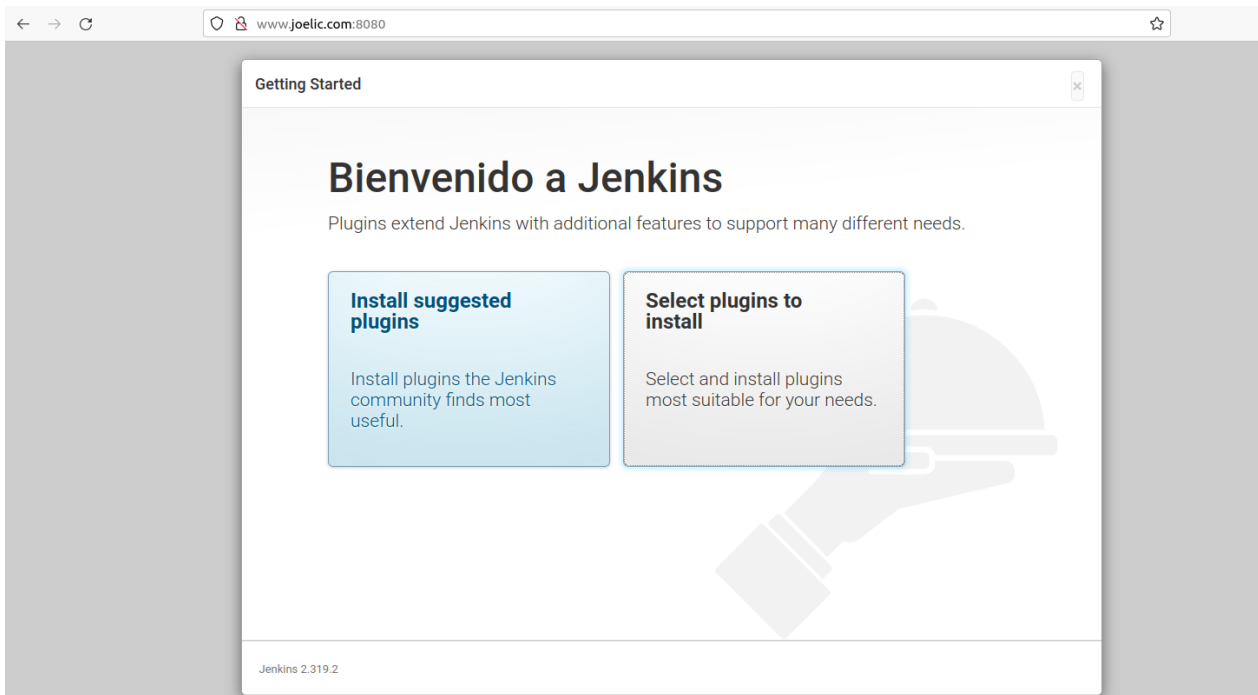 www.joelic.com:8080
Getting Started
×
Bienvenido a Jenkins
Plugins extend Jenkins with additional features to support many different needs.
Install suggested
plugins
Install plugins the Jenkins
community finds most
useful.
Select plugins to
install
Select and install plugins
most suitable for your needs.
Jenkins 2.319.2